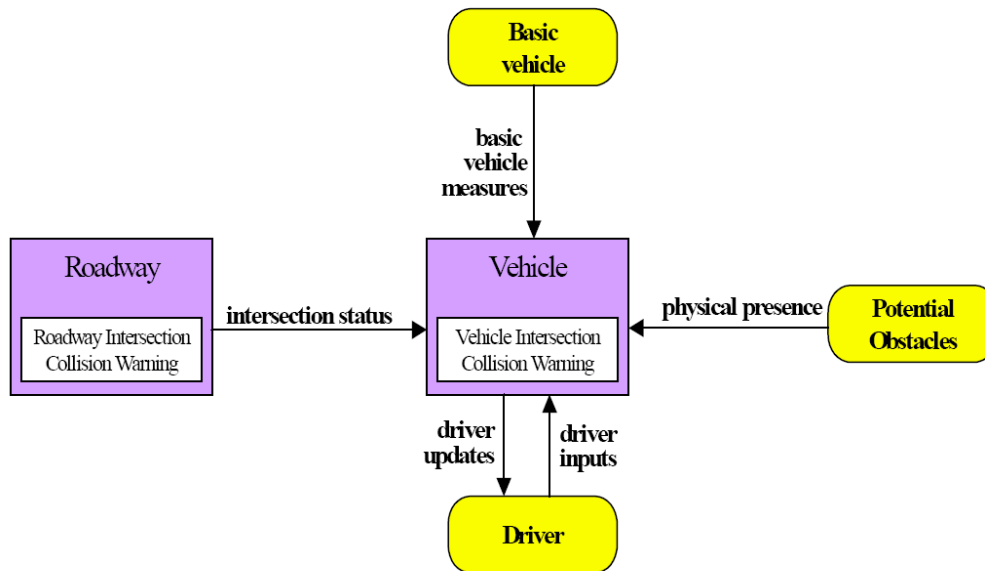 Basic
vehicle
basic
vehicle
measures
Roadway
Roadway Intersection
Collision Warning
intersection status
Vehicle
Vehicle Intersection
Collision Warning
physical presence
Potential
Obstacles
driver
updates
driver
inputs
Driver